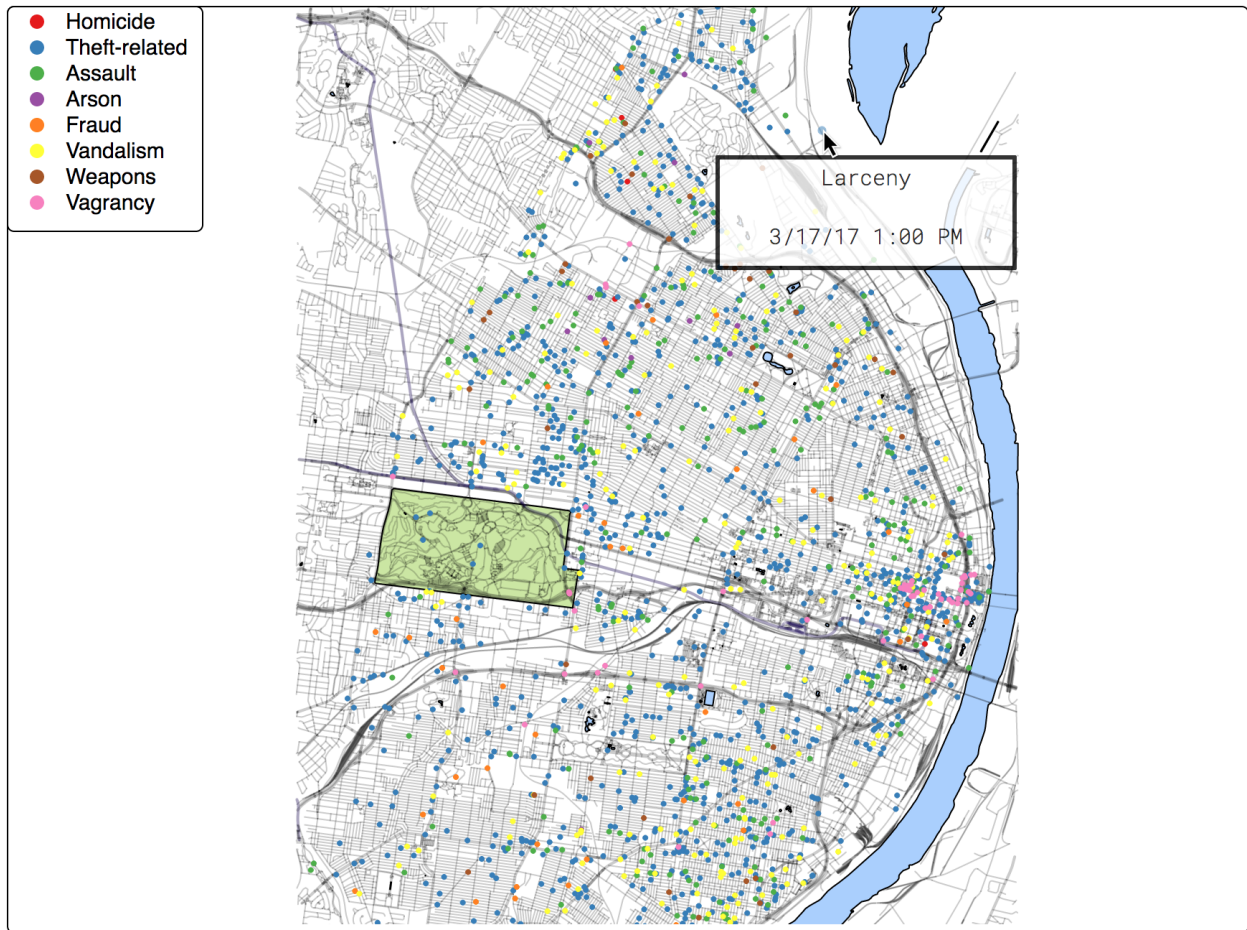 Homicide
Theft-related
Assault
Arson
Fraud
Vandalism
Weapons
Vagrancy
Larceny
3/17/17 1:00 PM